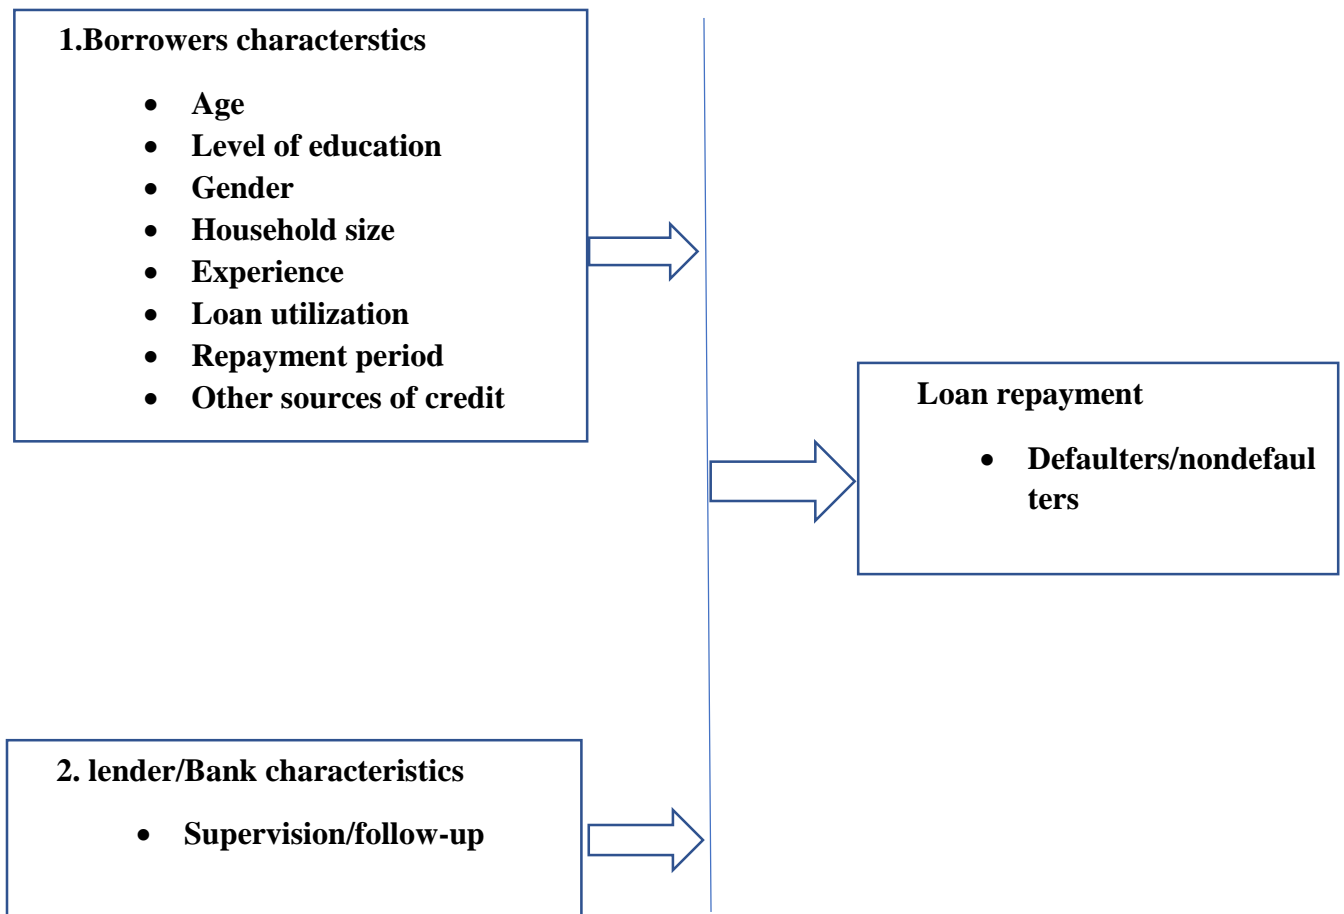 1.Borrowers characterstics
• Age
• Level of education
• Gender
• Household size
• Experience
• Loan utilization
• Repayment period
• Other sources of credit
Loan repayment
• Defaulters/nondefaul
ters
2. lender/Bank characteristics
• Supervision/follow-up